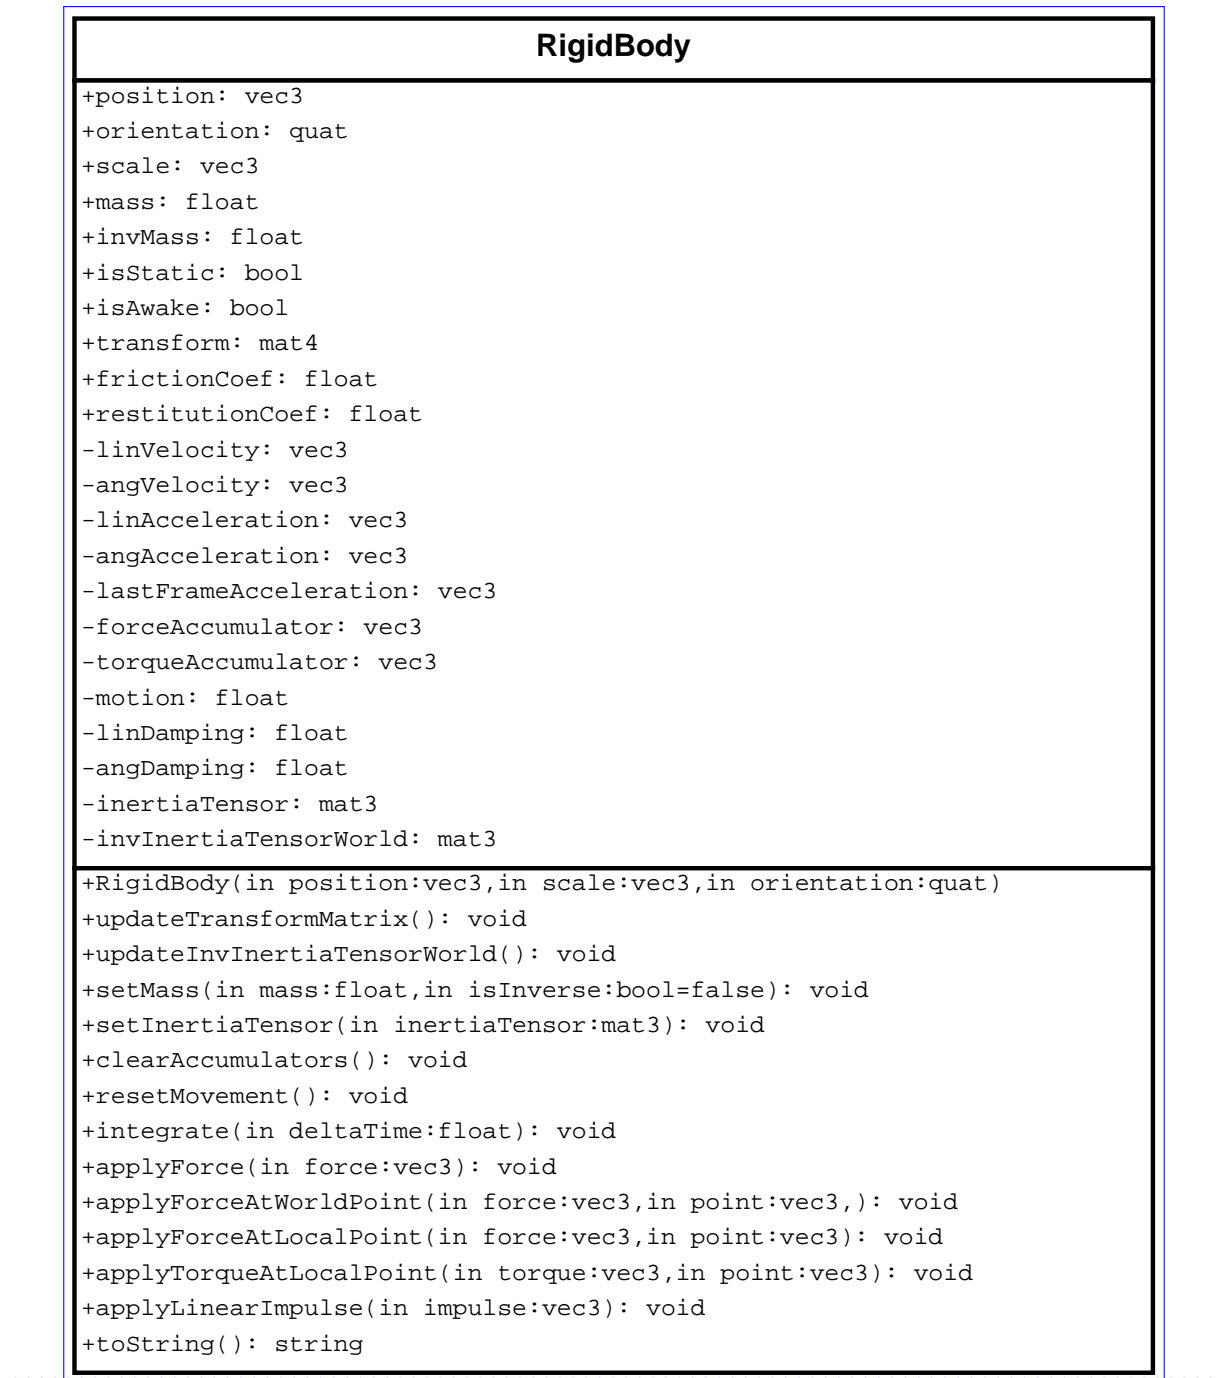 RigidBody
+position: vec3
+orientation: quat
+scale: vec3
+mass: float
+invMass: float
+isStatic: bool
+isAwake: bool
+transform: mat4
+frictionCoef: float
+restitutionCoef: float
-linVelocity: vec3
-angVelocity: vec3
-linAcceleration: vec3
-angAcceleration: vec3
-lastFrameAcceleration: vec3
-forceAccumulator: vec3
-torqueAccumulator: vec3
-motion: float
-linDamping: float
-angDamping: float
-inertiaTensor: mat3
-invInertiaTensorWorld: mat3
+RigidBody(in position:vec3,in scale:vec3,in orientation:quat)
+updateTransformMatrix(): void
+updateInvInertiaTensorWorld(): void
+setMass(in mass:float,in isInverse:bool=false): void
+setInertiaTensor(in inertiaTensor:mat3): void
+clearAccumulators(): void
+resetMovement(): void
+integrate(in deltaTime:float): void
+applyForce(in force:vec3): void
+applyForceAtWorldPoint(in force:vec3,in point:vec3,): void
+applyForceAtLocalPoint(in force:vec3,in point:vec3): void
+applyTorqueAtLocalPoint(in torque:vec3,in point:vec3): void
+applyLinearImpulse(in impulse:vec3): void
+toString(): string